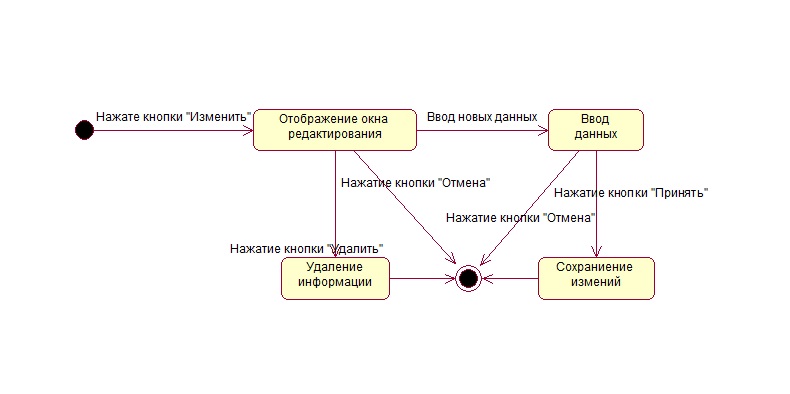 Нажате кнопки "Изменить"
Отображение окна
редактирования
Ввод новых данных
Ввод
данных
Нажатие кнопки "Отмена"
Нажатие кнопки "Принять"
Нажатие кнопки "Отмена"
Нажатие кнопки "Удалить"
Удаление
информации
Сохраниение
измений